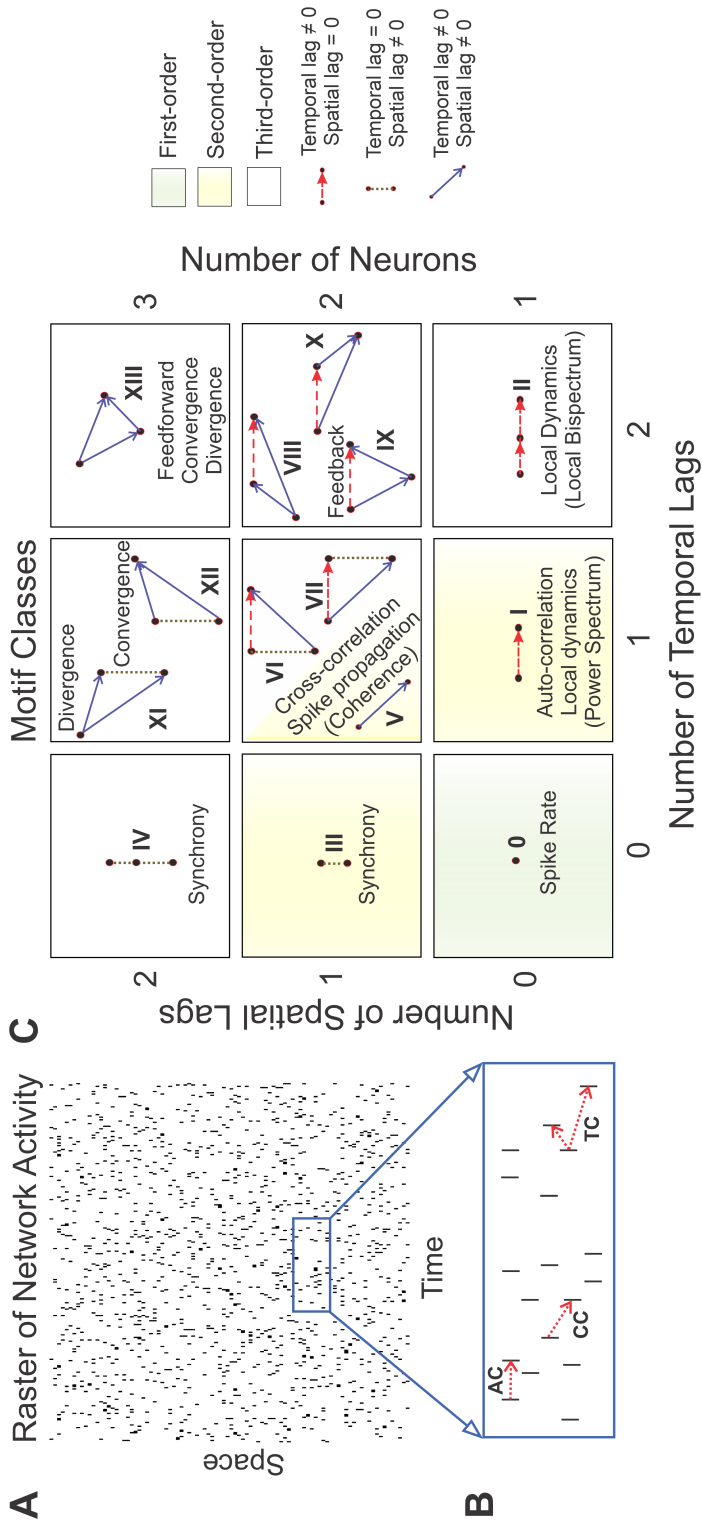 A
Raster of Network Activity
Space
Time
B
AC
CC
TC
C
Motif Classes
Number of Spatial Lags
2
1
0
IV
Synchrony
Divergence
XI
Convergence
XII
XIII
Feedforward
Convergence
Divergence
3
III
Synchrony
VI
VII
Cross-correlation
Spike propagation
(Coherence)
V
VIII
X
Feedback
IX
2
0
Spike Rate
I
Auto-correlation
Local dynamics
(Power Spectrum)
II
Local Dynamics
(Local Bispectrum)
1
0
1
2
Number of Temporal Lags
Number of Neurons
First-order
Second-order
Third-order
Temporal lag ≠ 0
Spatial lag = 0
Temporal lag = 0
Spatial lag ≠ 0
Temporal lag ≠ 0
Spatial lag ≠ 0